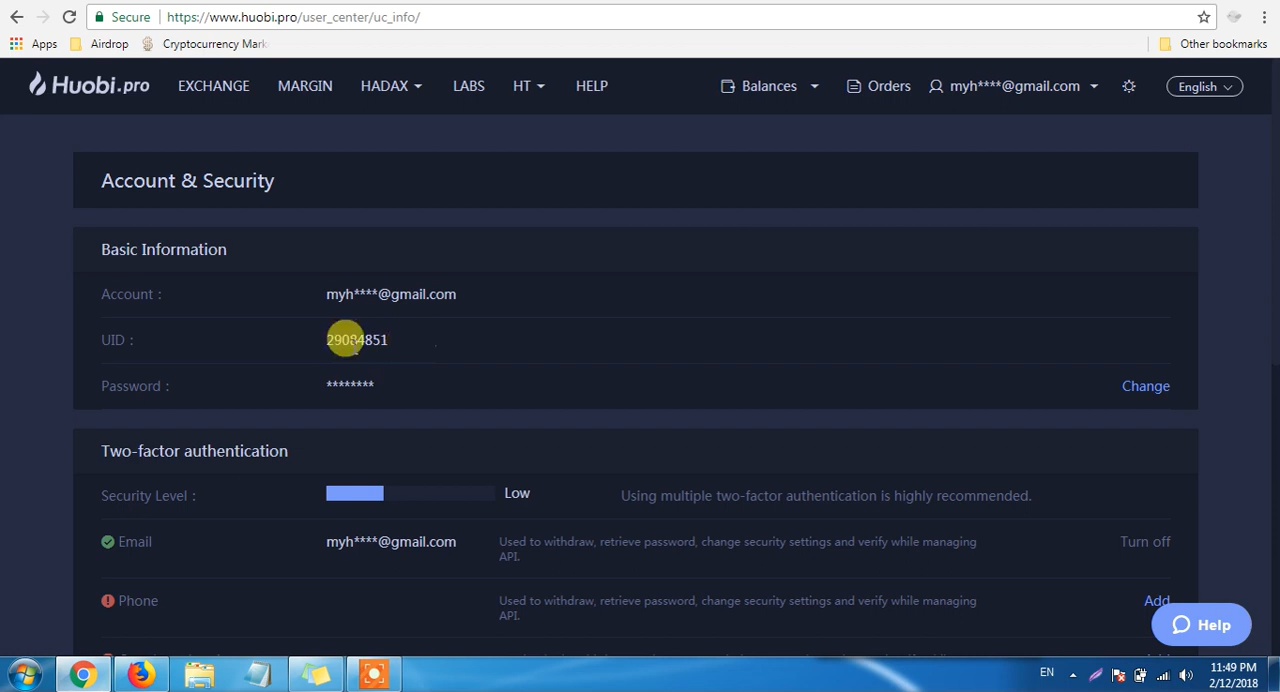 Secure | https://www.huobi.pro/user_center/uc_info/
Apps Airdrop Cryptocurrency Mark Other bookmarks
Huobi.pro EXCHANGE MARGIN HADAX LABS HT HELP Balances Orders myh****@gmail.com English
Account & Security
Basic Information
Account : myh****@gmail.com
UID : 29084851
Password : ******** Change
Two-factor authentication
Security Level : Low Using multiple two-factor authentication is highly recommended.
Email myh****@gmail.com Used to withdraw, retrieve password, change security settings and verify while managing Turn off
API.
Phone Used to withdraw, retrieve password, change security settings and verify while managing Add
API.
Help
EN 11:49 PM
2/12/2018